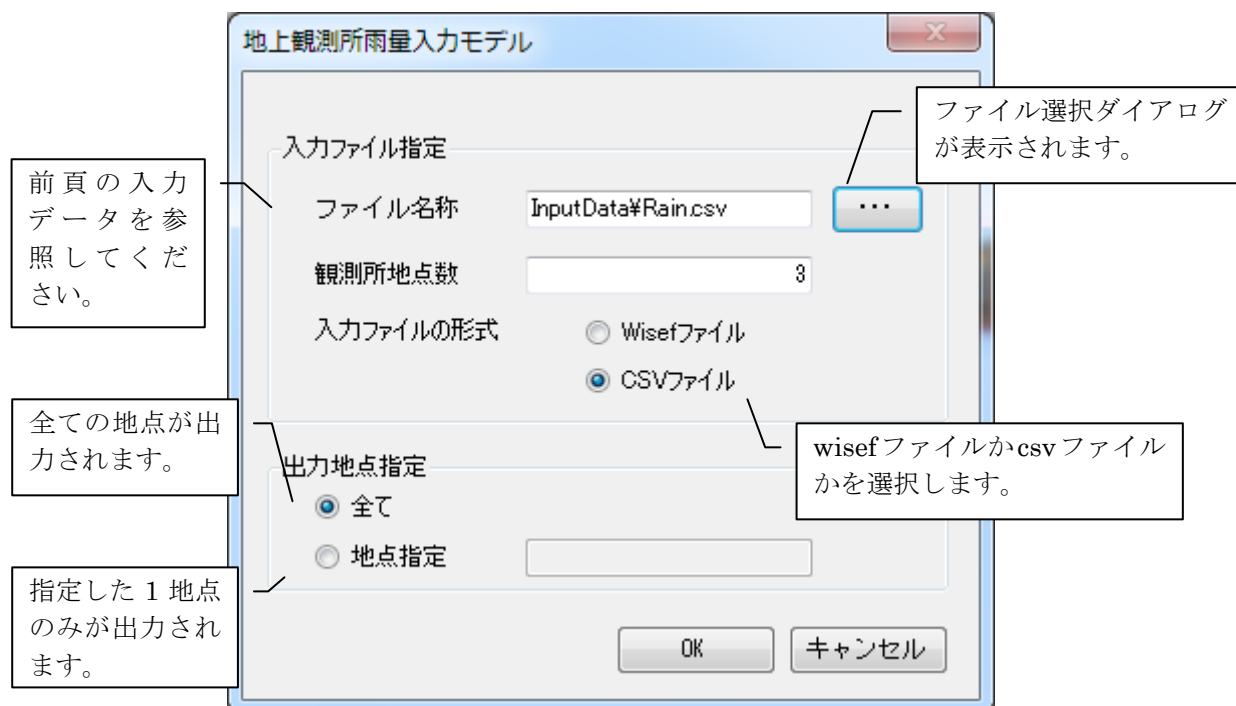 地上観測所雨量入力モデル
ファイル選択ダイアログ
が表示されます。
入力ファイル指定
前頁の入力
データを参
照してくだ
さい。
ファイル名称 InputData¥Rain.csv ...
観測所地点数 3
入力ファイルの形式 Wisefファイル
CSVファイル
全ての地点が出
力されます。
wisefファイルかcsvファイル
かを選択します。
出力地点指定
全て
地点指定
指定した 1 地点
のみが出力され
ます。
OK キャンセル